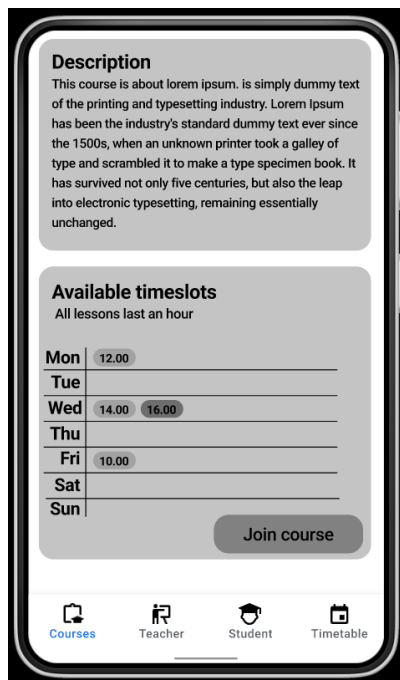 Description
This course is about lorem ipsum. is simply dummy text
of the printing and typesetting industry. Lorem Ipsum
has been the industry's standard dummy text ever since
the 1500s, when an unknown printer took a galley of
type and scrambled it to make a type specimen book. It
has survived not only five centuries, but also the leap
into electronic typesetting, remaining essentially
unchanged.
Available timeslots
All lessons last an hour
Mon 12.00
Tue
Wed 14.00 16.00
Thu
Fri 10.00
Sat
Sun
Join course
Courses Teacher Student Timetable